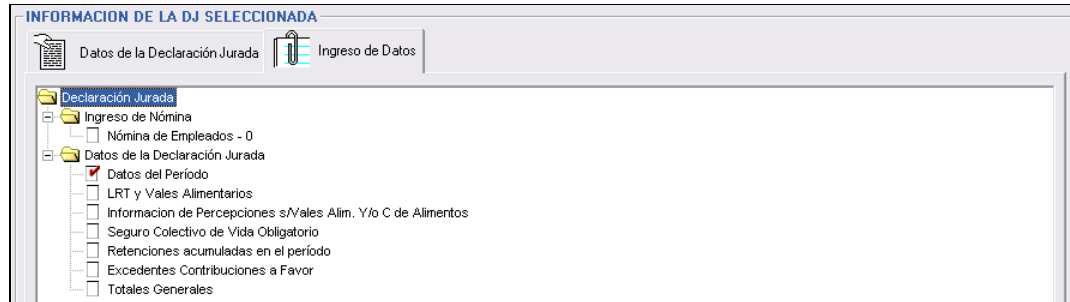 INFORMACION DE LA DJ SELECCIONADA
Datos de la Declaración Jurada
Ingreso de Datos
Declaración Jurada
Ingreso de Nómina
Nómina de Empleados - 0
Datos de la Declaración Jurada
Datos del Período
LRT y Vales Alimentarios
Informacion de Percepciones s/Vales Alim. Y/o C de Alimentos
Seguro Colectivo de Vida Obligatorio
Retenciones acumuladas en el período
Excedentes Contribuciones a Favor
Totales Generales